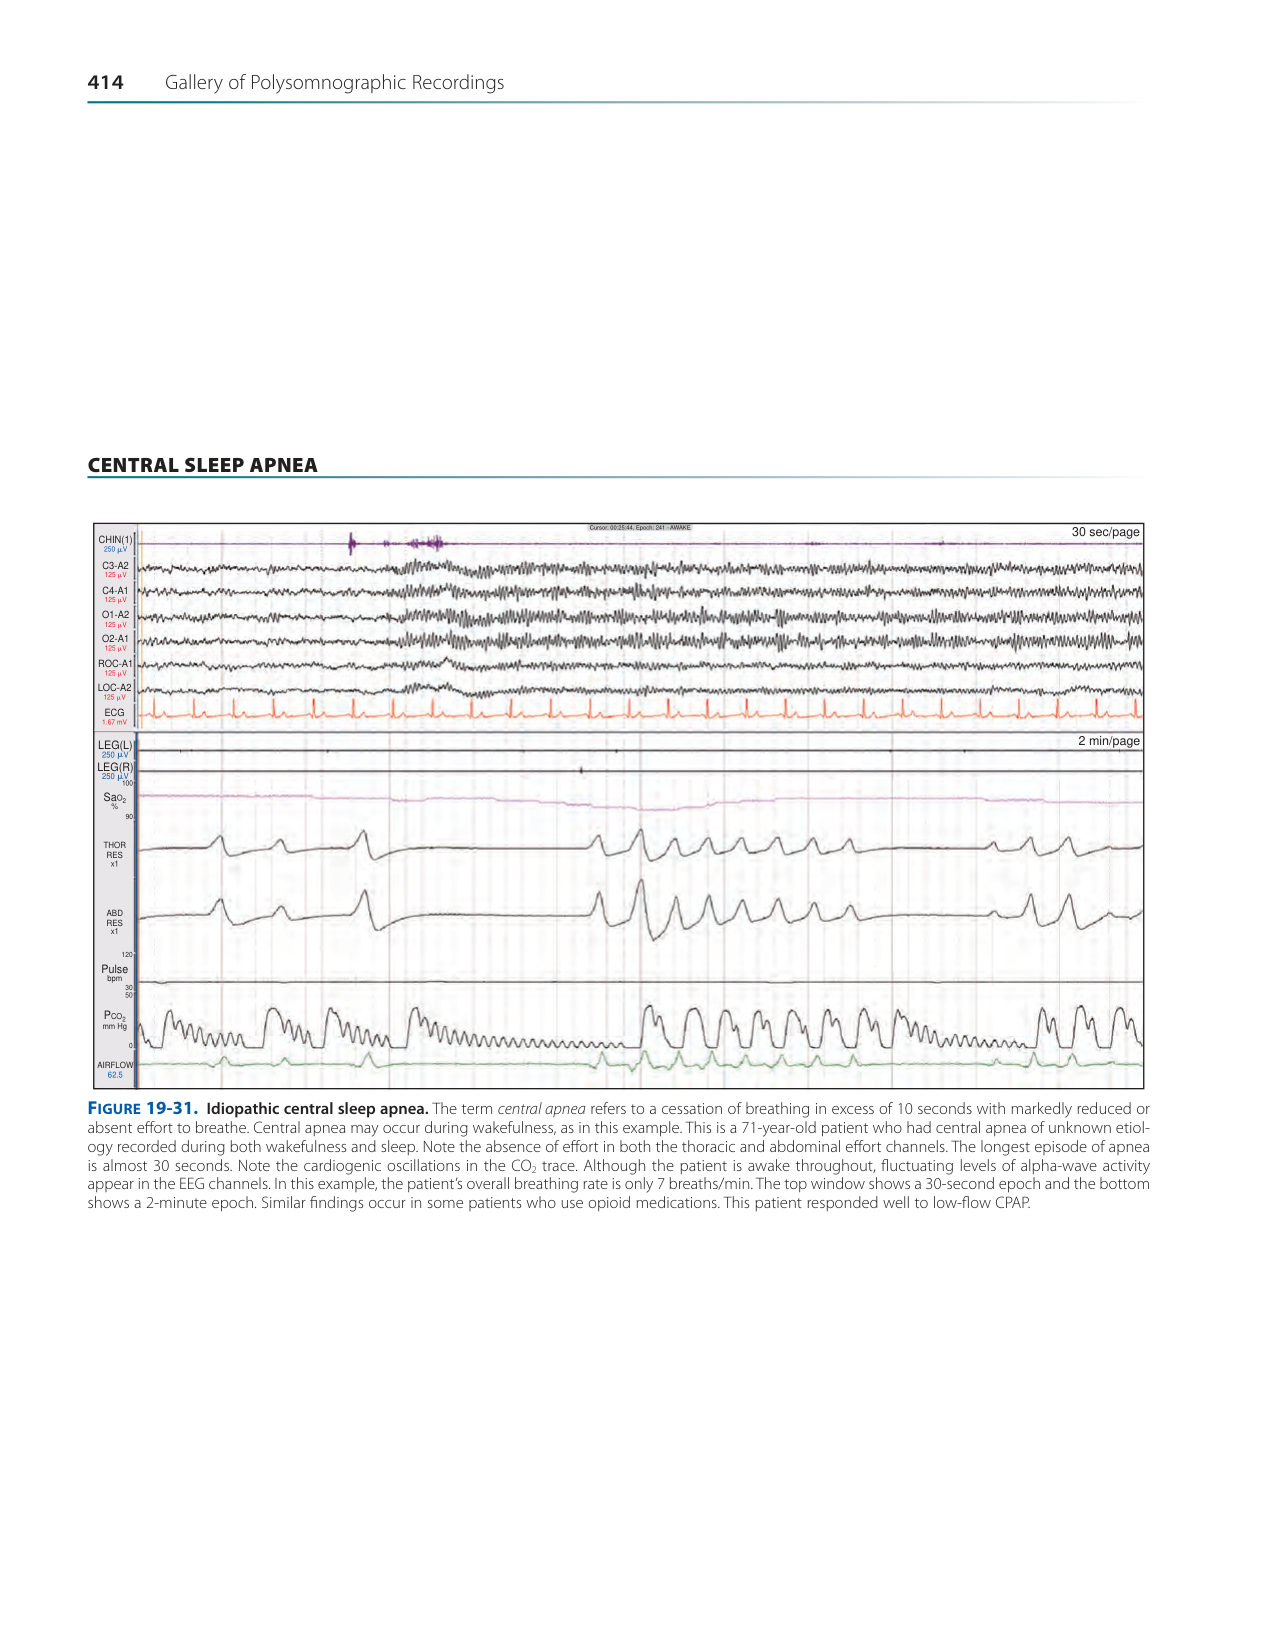 414 Gallery of Polysomnographic Recordings
CENTRAL SLEEP APNEA
Cursor: 00:25:44, Epoch: 241 - AWAKE
30 sec/page
CHIN(1)
250 µV
C3-A2
125 µV
C4-A1
125 µV
O1-A2
125 µV
O2-A1
125 µV
ROC-A1
125 µV
LOC-A2
125 µV
ECG
1.67 mV
2 min/page
LEG(L)
250 µV
LEG(R)
250 µV
100
SaO₂
%
90
THOR
RES
x1
ABD
RES
x1
120
Pulse
bpm
30
50
PCO₂
mm Hg
0
AIRFLOW
62.5
FIGURE 19-31. Idiopathic central sleep apnea. The term central apnea refers to a cessation of breathing in excess of 10 seconds with markedly reduced or
absent effort to breathe. Central apnea may occur during wakefulness, as in this example. This is a 71-year-old patient who had central apnea of unknown etiol-
ogy recorded during both wakefulness and sleep. Note the absence of effort in both the thoracic and abdominal effort channels. The longest episode of apnea
is almost 30 seconds. Note the cardiogenic oscillations in the CO₂ trace. Although the patient is awake throughout, fluctuating levels of alpha-wave activity
appear in the EEG channels. In this example, the patient's overall breathing rate is only 7 breaths/min. The top window shows a 30-second epoch and the bottom
shows a 2-minute epoch. Similar findings occur in some patients who use opioid medications. This patient responded well to low-flow CPAP.